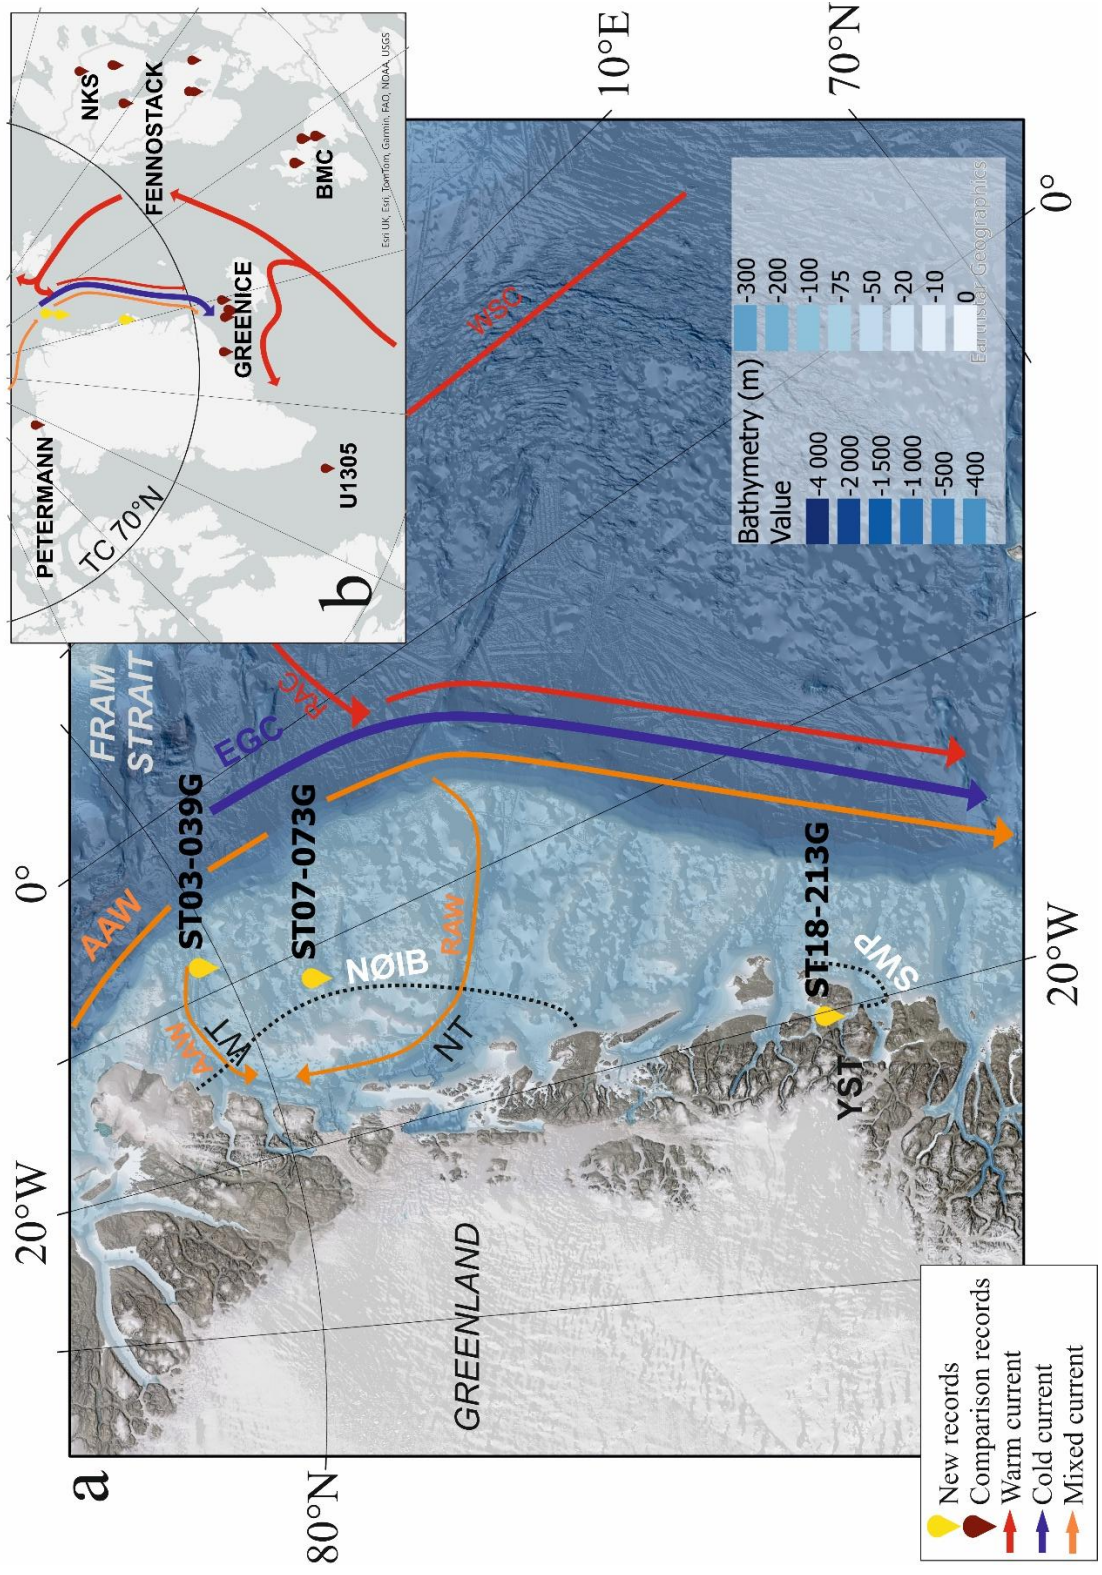 a
20°W
0°
80°N
10°E
70°N
0°
20°W
FRAM
STRAIT
AAW
EGC
RAC
WSC
ST03-039G
ST07-073G
ST18-213G
AAW
WT
NØIB
RAW
NT
SWP
YST
GREENLAND
b
PETERMANN
TC 70°N
U1305
GREENICE
FENNOSTACK
NKS
BMC
Esri UK, Esri, TomTom, Garmin, FAO, NOAA, USGS
Bathymetry (m)
Value
-4 000
-2 000
-1 500
-1 000
-500
-400
-300
-200
-100
-75
-50
-20
-10
0
Earthstar Geographics
New records
Comparison records
Warm current
Cold current
Mixed current